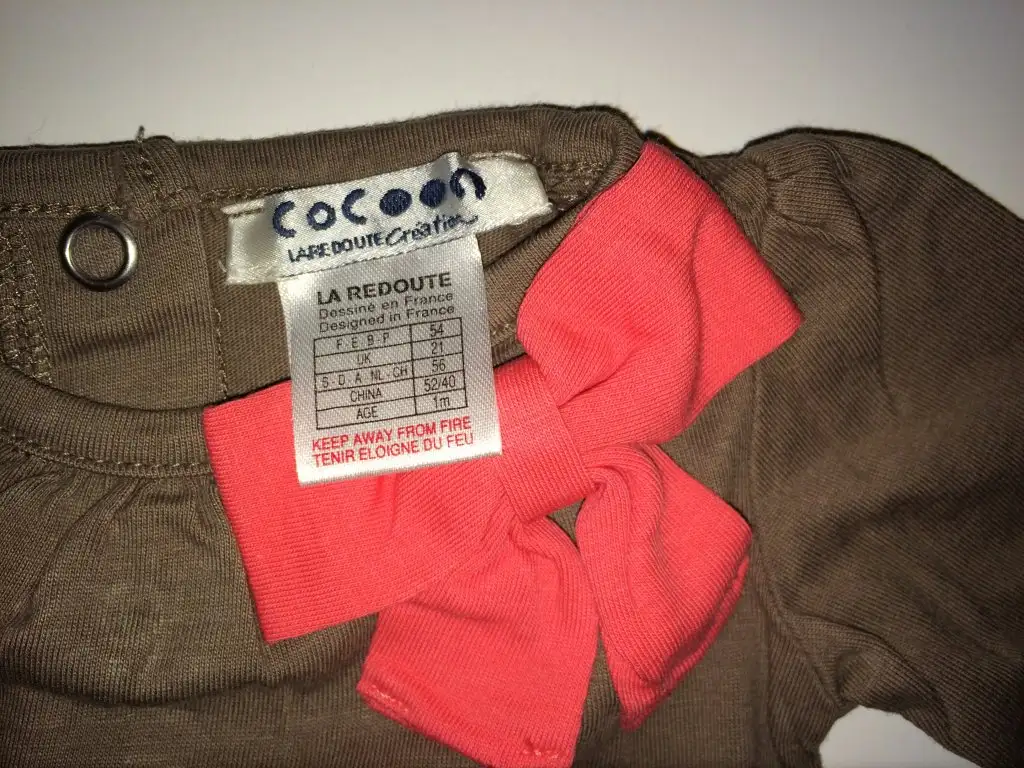 cocoon
LA REDOUTE Création
LA REDOUTE
Dessine en France
Designed in France
F. E. B - P 54
UK 21
S. D. A. NL. CH 56
CHINA 52/40
AGE 1m
KEEP AWAY FROM FIRE
TENIR ELOIGNE DU FEU